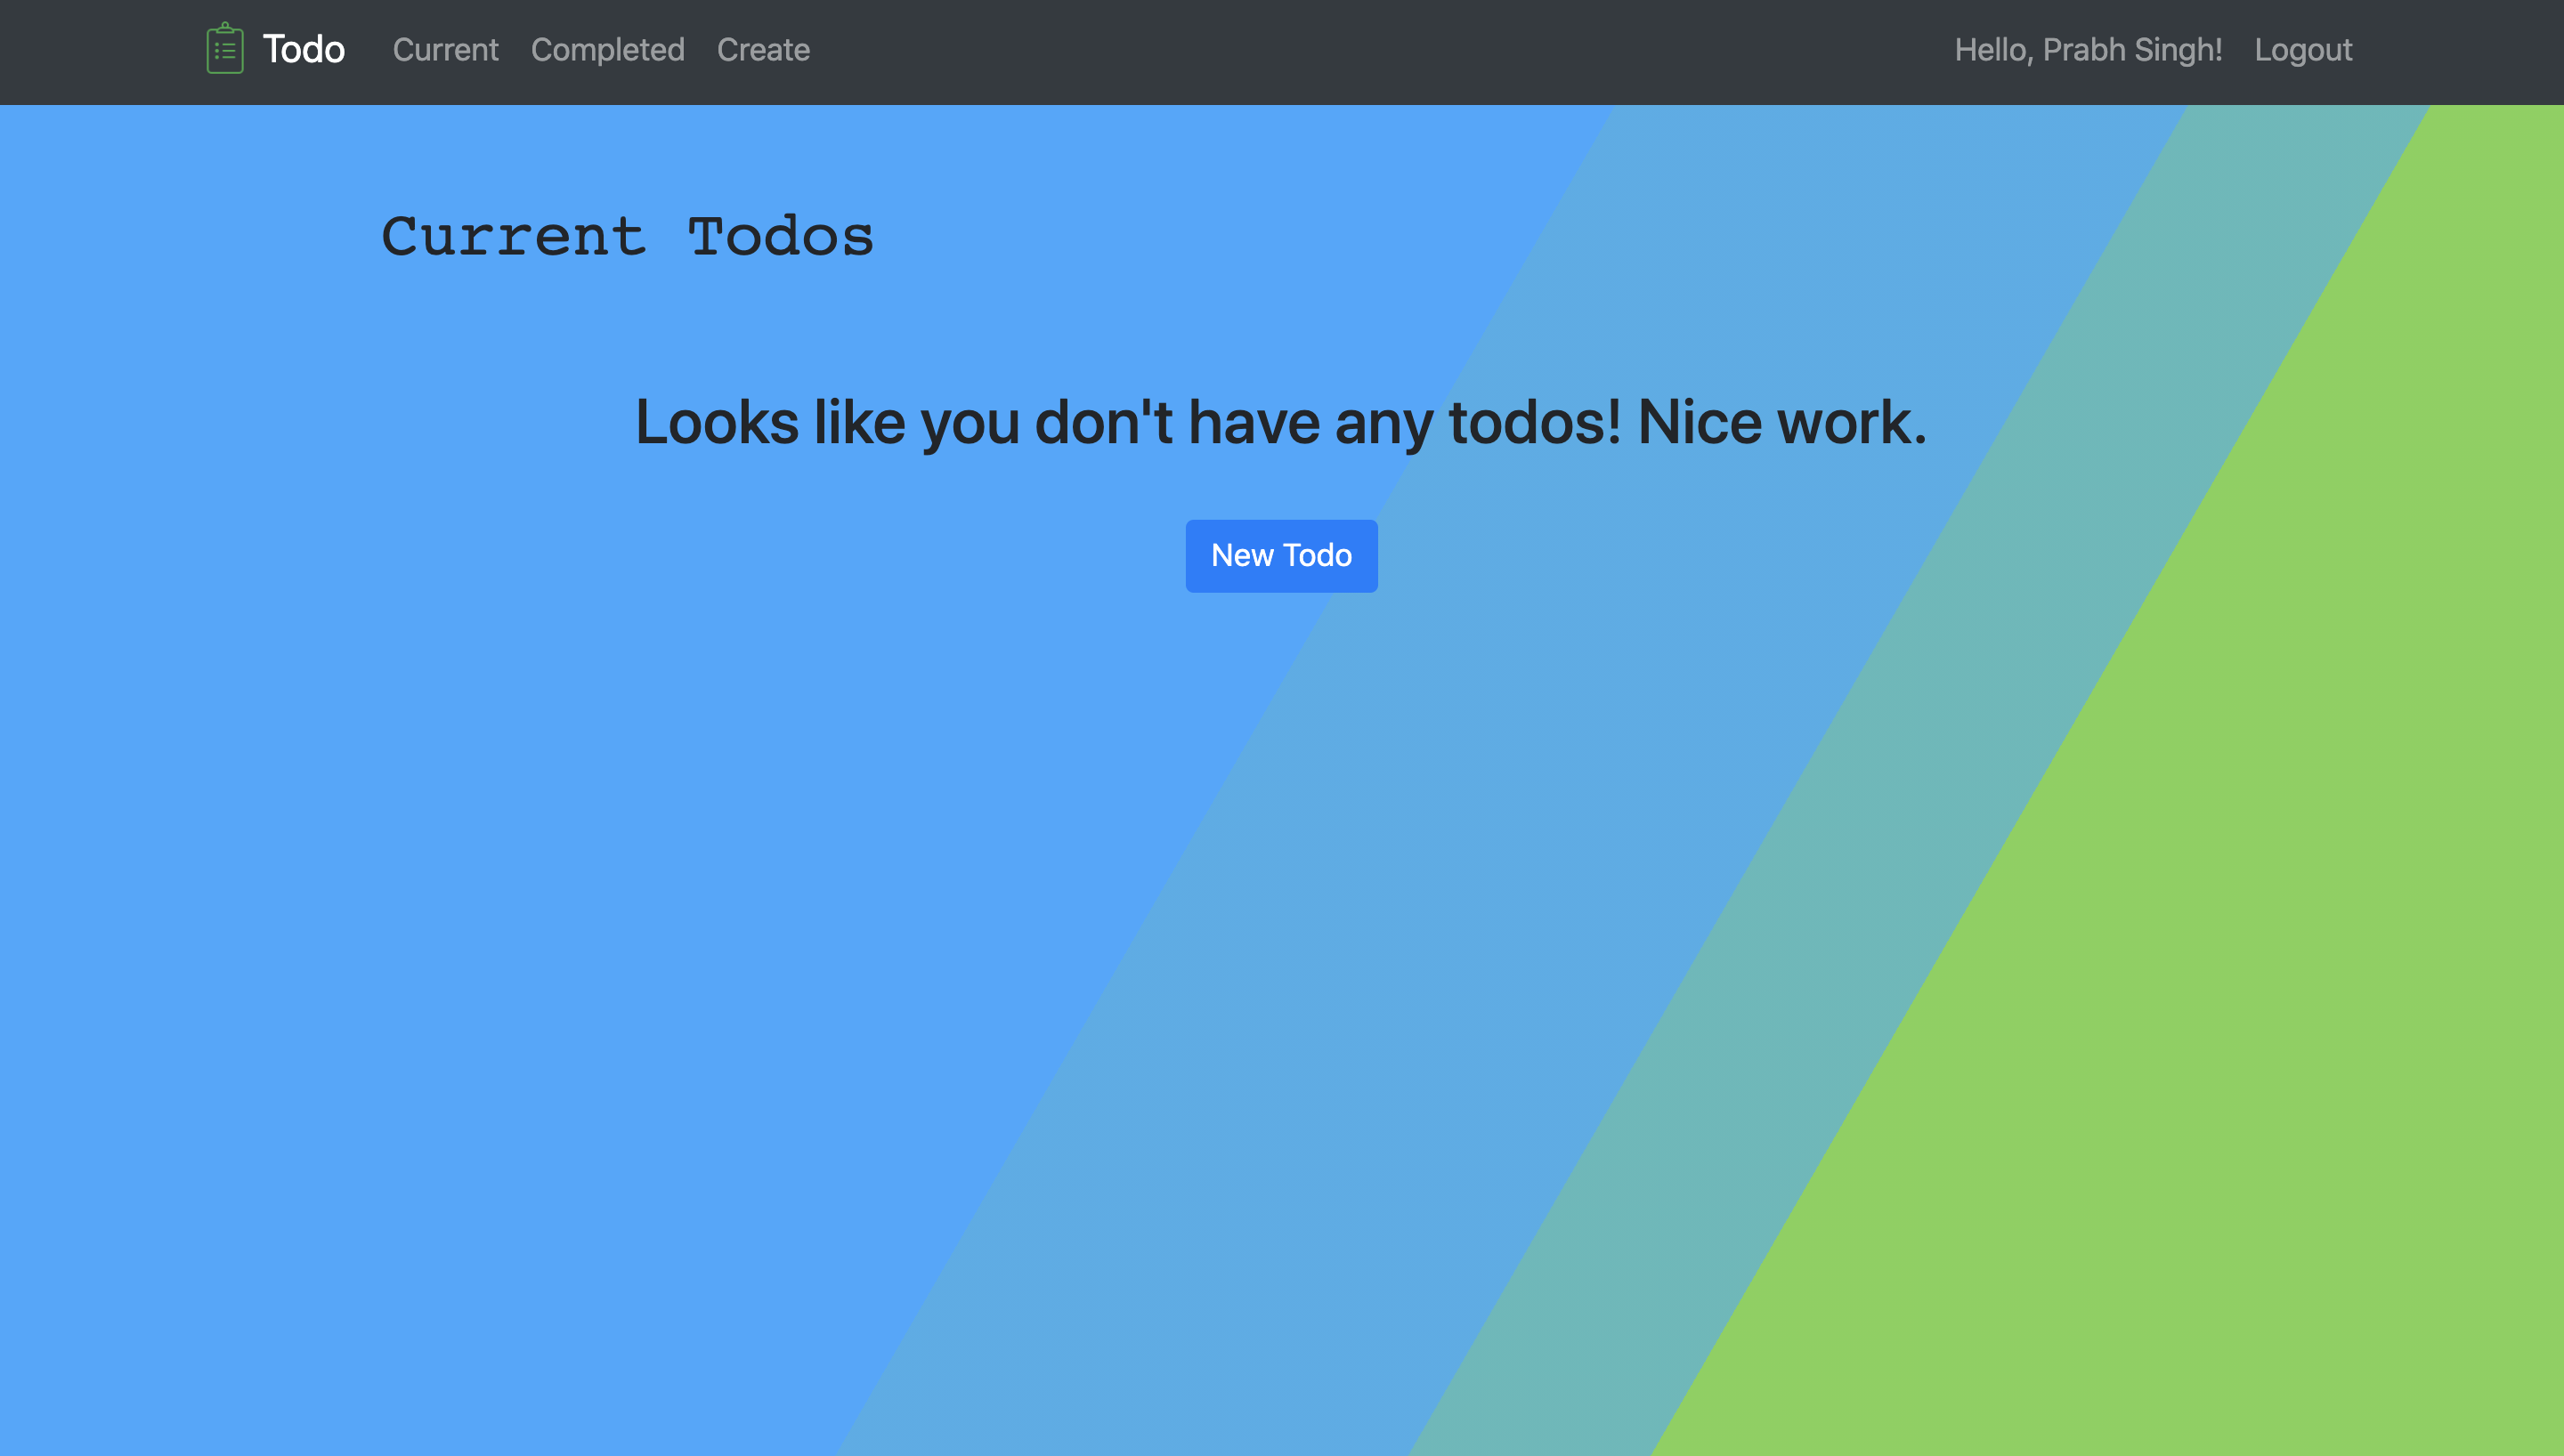 Todo Current Completed Create Hello, Prabh Singh! Logout
Current Todos
Looks like you don't have any todos! Nice work.
New Todo